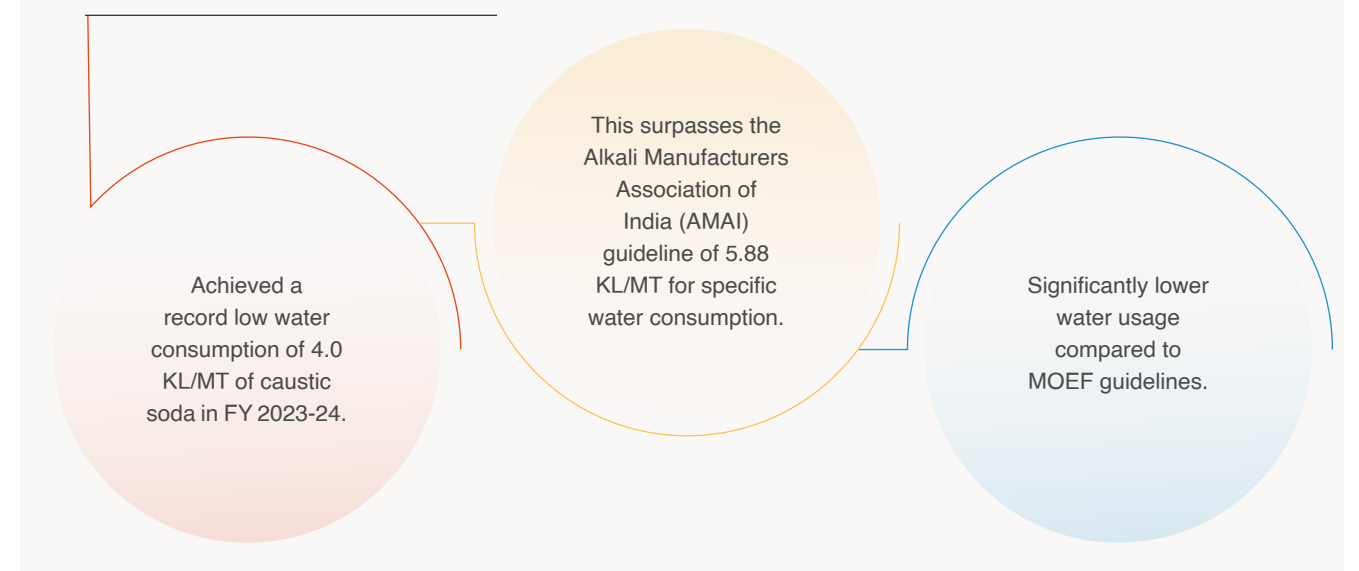 Achieved a
record low water
consumption of 4.0
KL/MT of caustic
soda in FY 2023-24.
This surpasses the
Alkali Manufacturers
Association of
India (AMAI)
guideline of 5.88
KL/MT for specific
water consumption.
Significantly lower
water usage
compared to
MOEF guidelines.